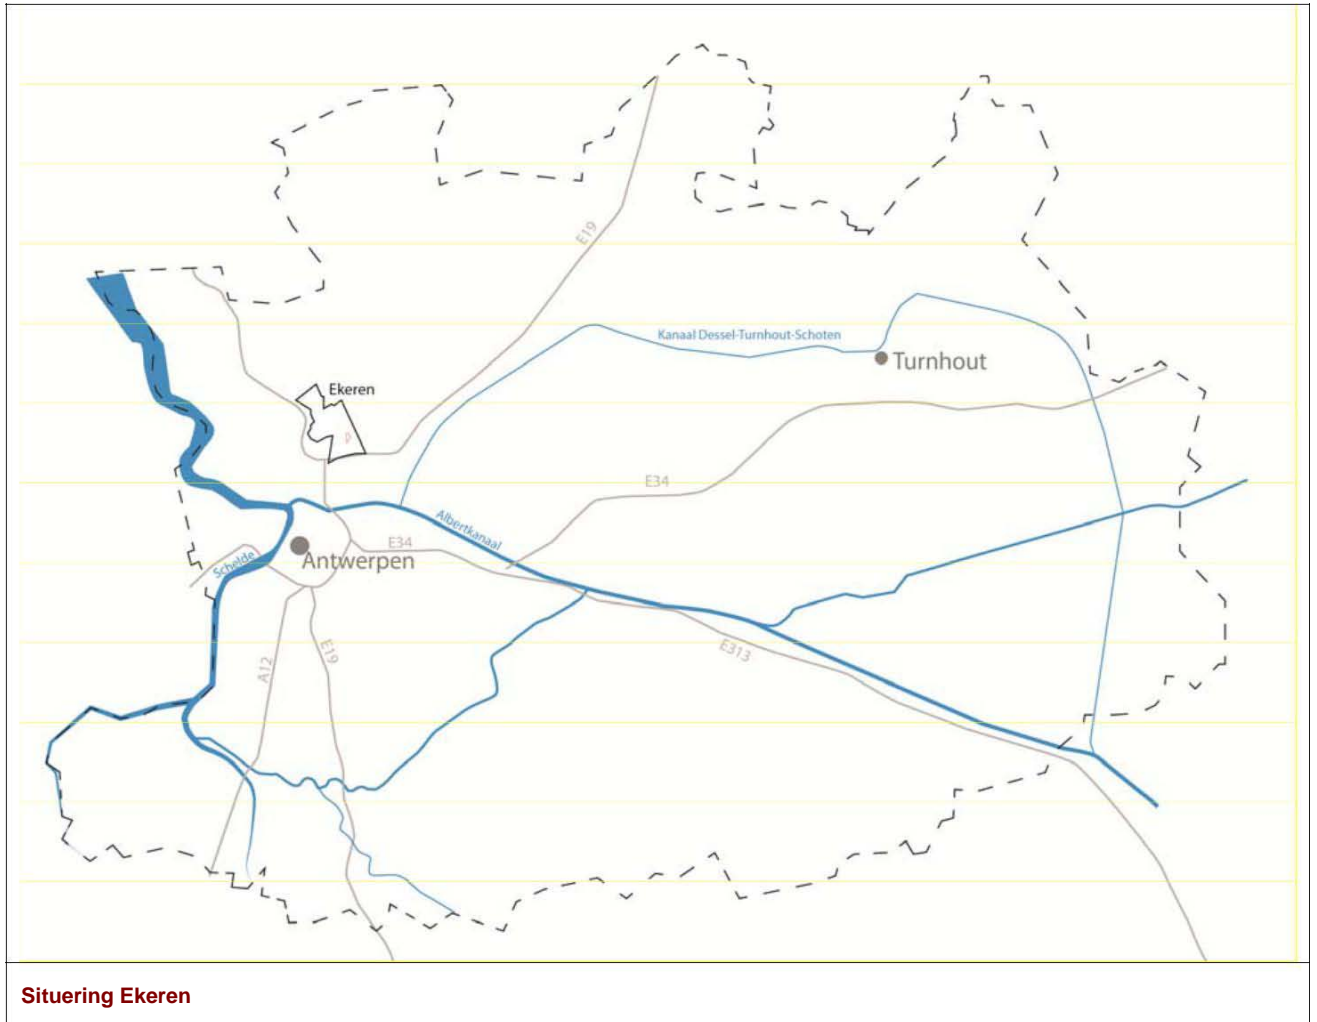 E19
Kanaal Dessel-Turnhout-Schoten
Turnhout
Ekeren
E34
Albertkanaal
E34
Antwerpen
Schelde
E19
A12
E313
Situering Ekeren